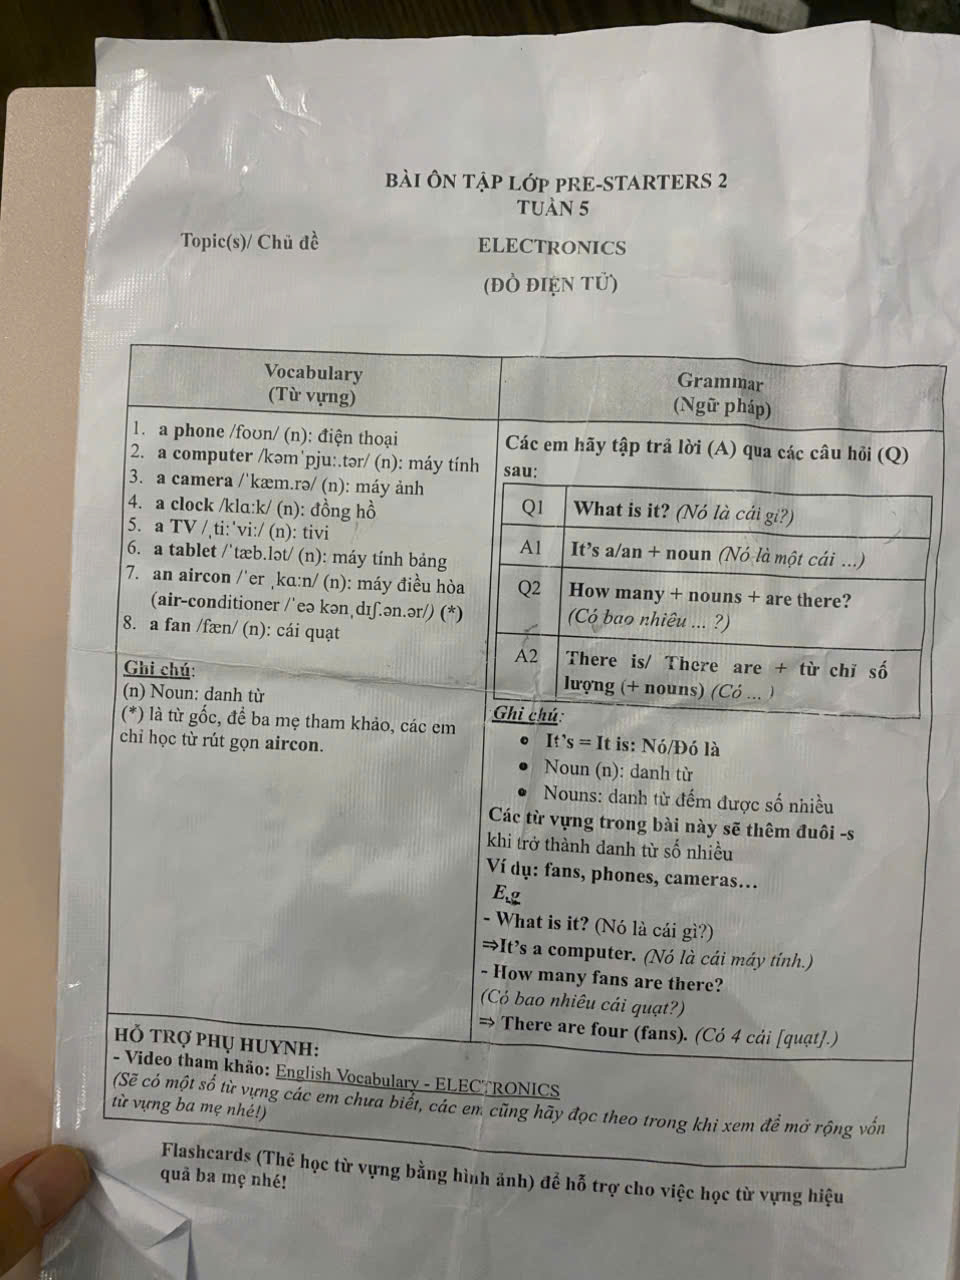 BÀI ÔN TẬP LỚP PRE-STARTERS 2
TUẦN 5
Topic(s)/ Chủ đề
ELECTRONICS
(ĐỒ ĐIỆN TỬ)
Vocabulary
(Từ vựng)
1. a phone /foʊn/ (n): điện thoại
2. a computer /kəmˈpjuː.tər/ (n): máy tính
3. a camera /ˈkæm.rə/ (n): máy ảnh
4. a clock /klɑːk/ (n): đồng hồ
5. a TV /ˌtiːˈviː/ (n): tivi
6. a tablet /ˈtæb.lət/ (n): máy tính bảng
7. an aircon /ˈer ˌkɑːn/ (n): máy điều hòa
(air-conditioner /ˈeə kənˌdɪʃ.ən.ər/) (*)
8. a fan /fæn/ (n): cái quạt
Ghi chú:
(n) Noun: danh từ
(*) là từ gốc, để ba mẹ tham khảo, các em
chỉ học từ rút gọn aircon.
Grammar
(Ngữ pháp)
Các em hãy tập trả lời (A) qua các câu hỏi (Q)
sau:
Q1 What is it? (Nó là cái gì?)
A1 It's a/an + noun (Nó là một cái ...)
Q2 How many + nouns + are there?
(Có bao nhiêu ... ?)
A2 There is/ There are + từ chỉ số
lượng (+ nouns) (Có ... )
Ghi chú:
• It's = It is: Nó/Đó là
• Noun (n): danh từ
• Nouns: danh từ đếm được số nhiều
Các từ vựng trong bài này sẽ thêm đuôi -s
khi trở thành danh từ số nhiều
Ví dụ: fans, phones, cameras…
E.g
- What is it? (Nó là cái gì?)
⇒It's a computer. (Nó là cái máy tính.)
- How many fans are there?
(Có bao nhiêu cái quạt?)
⇒ There are four (fans). (Có 4 cái [quạt].)
HỖ TRỢ PHỤ HUYNH:
- Video tham khảo: English Vocabulary - ELECTRONICS
(Sẽ có một số từ vựng các em chưa biết, các em cũng hãy đọc theo trong khi xem để mở rộng vốn
từ vựng ba mẹ nhé!)
Flashcards (Thẻ học từ vựng bằng hình ảnh) để hỗ trợ cho việc học từ vựng hiệu
quả ba mẹ nhé!